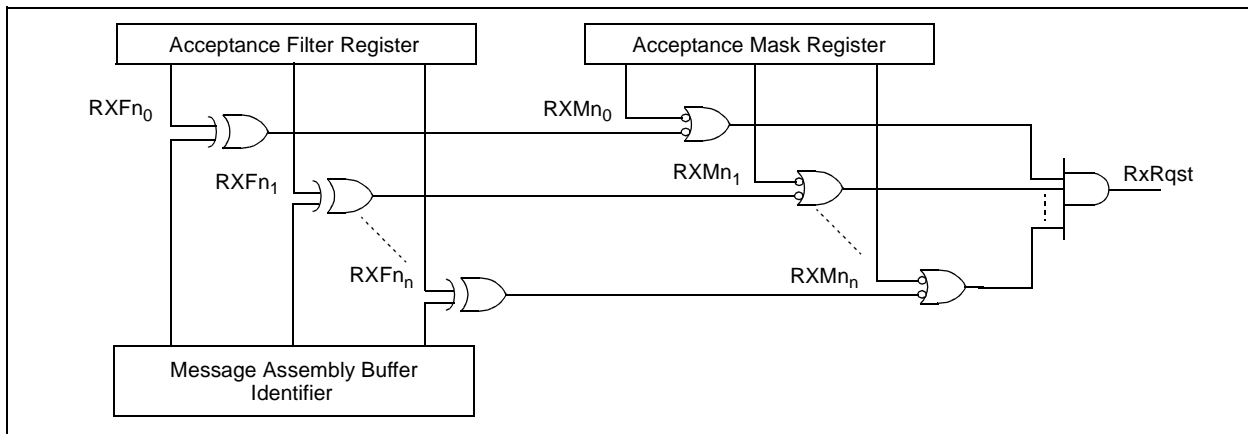 Acceptance Filter Register
Acceptance Mask Register
RXFn0
RXMn0
RXFn1
RXMn1
RxRqst
RXFnn
RXMnn
Message Assembly Buffer
Identifier